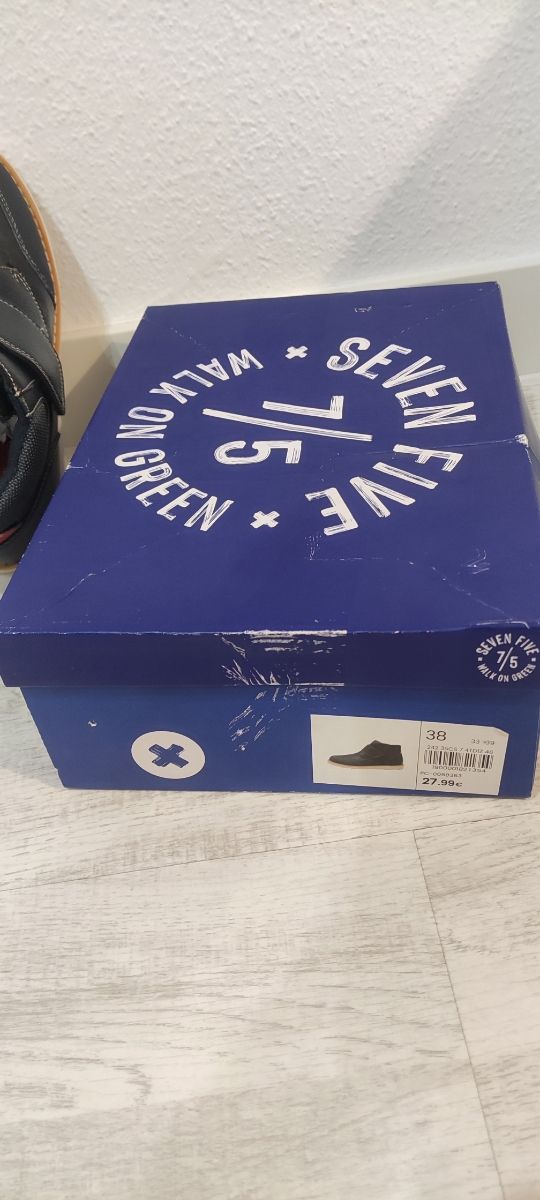 SEVEN FIVE
WALK ON GREEN
7/5
SEVEN FIVE
7/5
WALK ON GREEN
38
27.99€